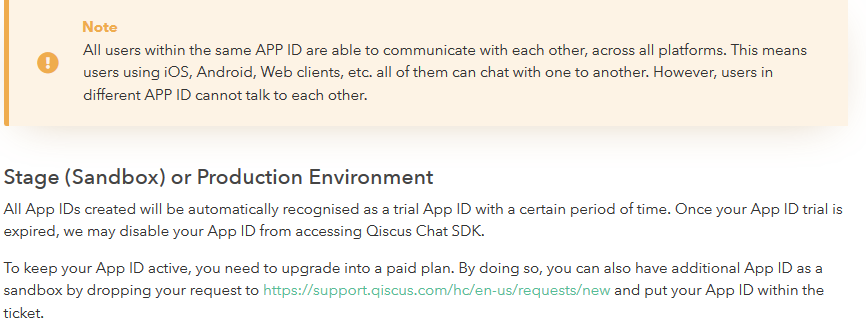 Note
All users within the same APP ID are able to communicate with each other, across all platforms. This means
users using iOS, Android, Web clients, etc. all of them can chat with one to another. However, users in
different APP ID cannot talk to each other.
Stage (Sandbox) or Production Environment
All App IDs created will be automatically recognised as a trial App ID with a certain period of time. Once your App ID trial is
expired, we may disable your App ID from accessing Qiscus Chat SDK.
To keep your App ID active, you need to upgrade into a paid plan. By doing so, you can also have additional App ID as a
sandbox by dropping your request to https://support.qiscus.com/hc/en-us/requests/new and put your App ID within the
ticket.